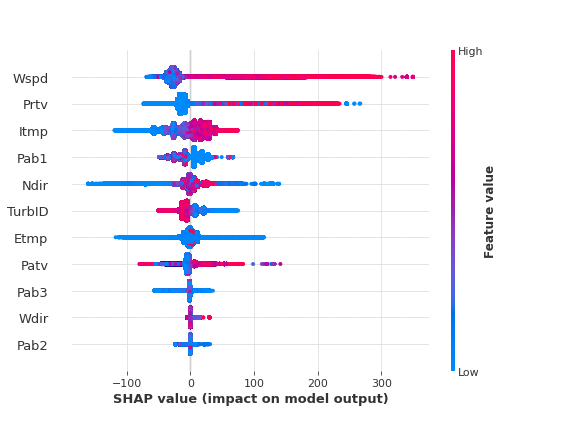 High
Wspd
Prtv
Itmp
Pab1
Ndir
TurbID
Etmp
Patv
Pab3
Wdir
Pab2
Feature value
Low
−100
0
100
200
300
SHAP value (impact on model output)